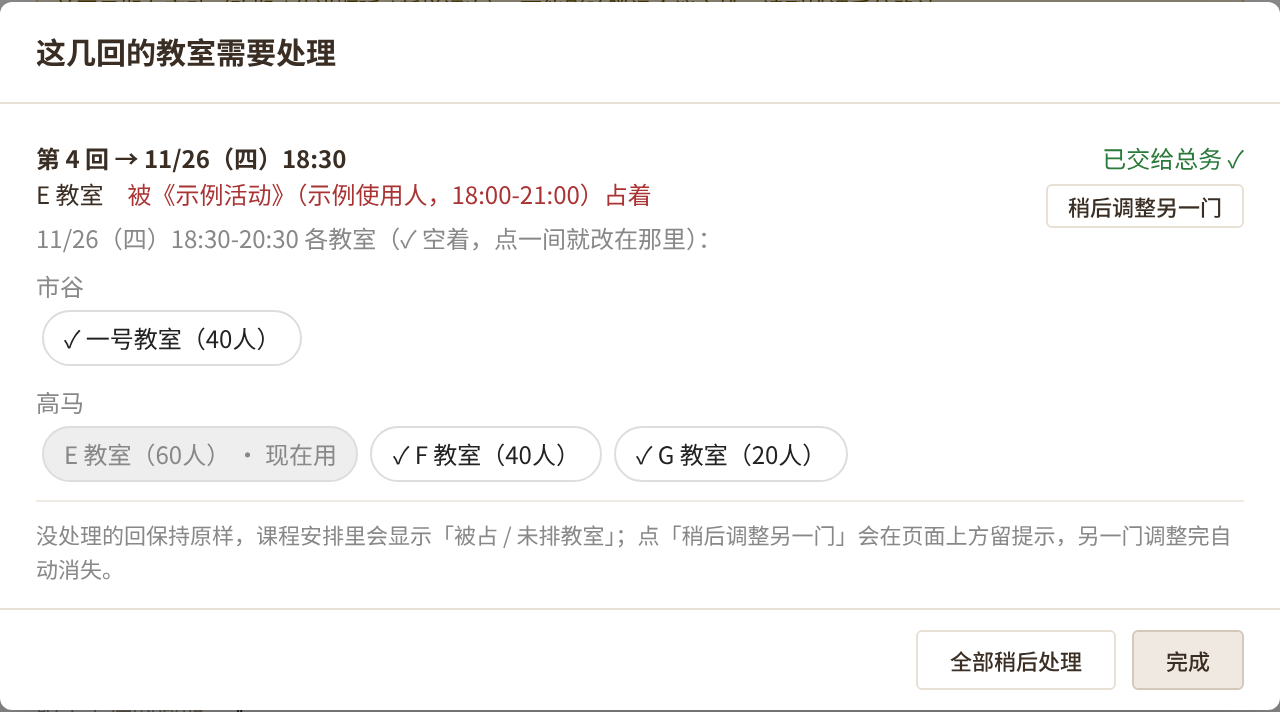 这几回的教室需要处理
第 4 回 → 11/26（四）18:30
已交给总务 ✓
E 教室 被《示例活动》（示例使用人，18:00-21:00）占着
稍后调整另一门
11/26（四）18:30-20:30 各教室（✓ 空着，点一间就改在那里）：
市谷
✓ 一号教室（40人）
高马
E 教室（60人） · 现在用
✓ F 教室（40人）
✓ G 教室（20人）
没处理的回保持原样，课程安排里会显示「被占 / 未排教室」；点「稍后调整另一门」会在页面上方留提示，另一门调整完自
动消失。
全部稍后处理
完成